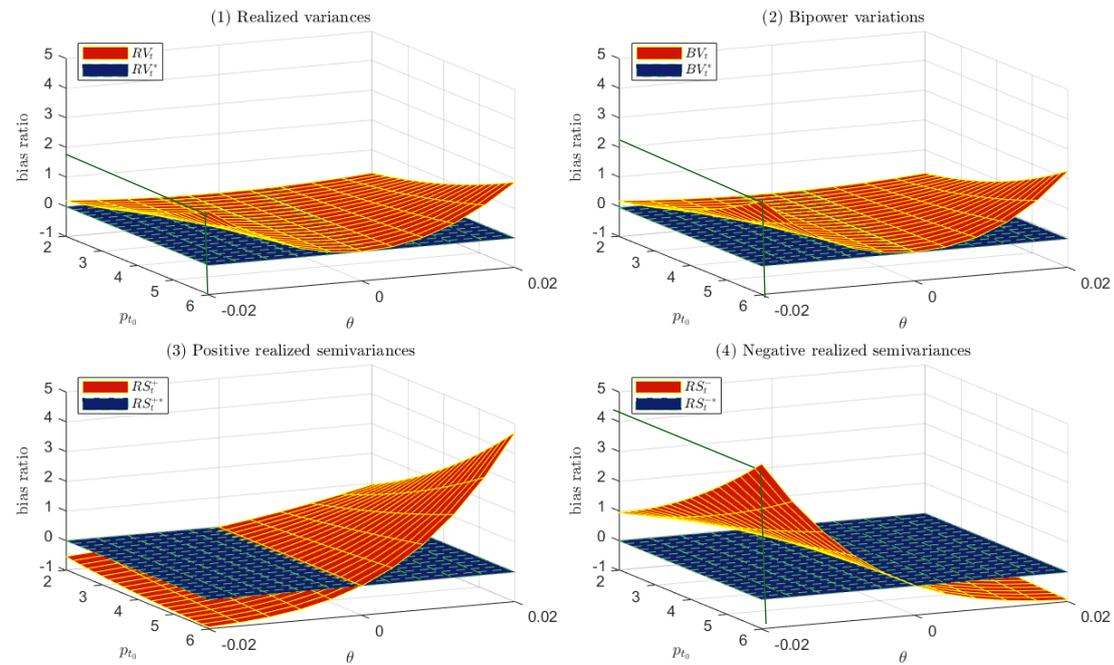 (1) Realized variances
RV_t
RV_t^*
bias ratio
5
4
3
2
1
0
-1
2
3
4
5
6
p_{t_0}
-0.02
0
0.02
θ
(2) Bipower variations
BV_t
BV_t^*
bias ratio
5
4
3
2
1
0
-1
2
3
4
5
6
p_{t_0}
-0.02
0
0.02
θ
(3) Positive realized semivariances
RS_t^+
RS_t^{+*}
bias ratio
5
4
3
2
1
0
-1
2
3
4
5
6
p_{t_0}
-0.02
0
0.02
θ
(4) Negative realized semivariances
RS_t^-
RS_t^{-*}
bias ratio
5
4
3
2
1
0
-1
2
3
4
5
6
p_{t_0}
-0.02
0
0.02
θ